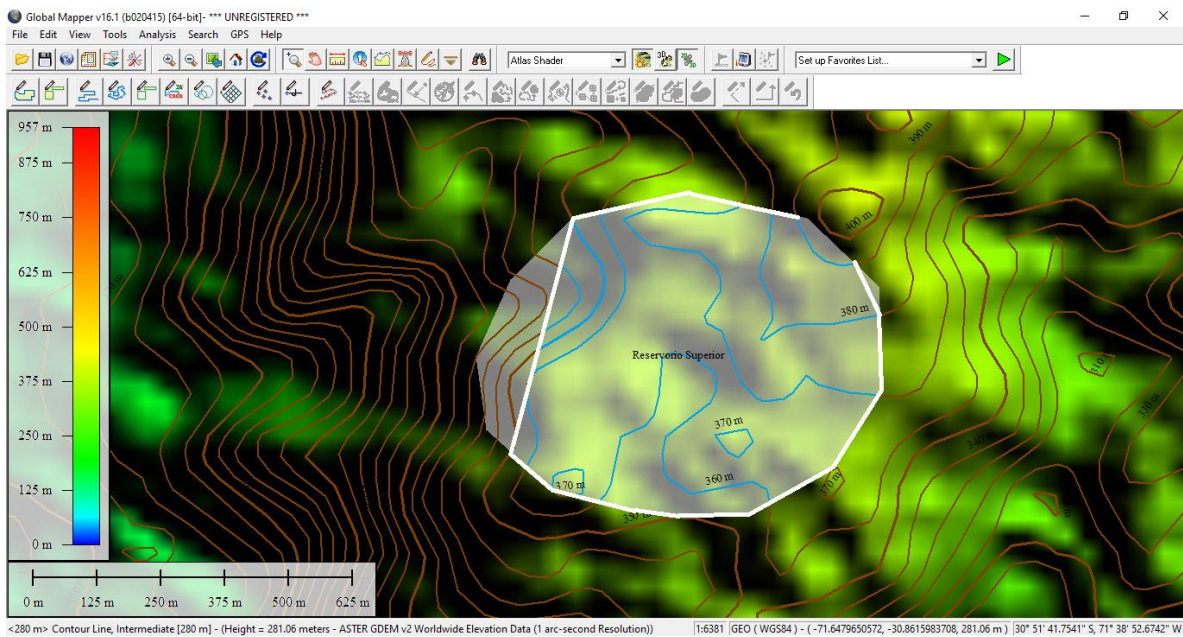 Global Mapper v16.1 (b020415) [64-bit]- *** UNREGISTERED ***
File Edit View Tools Analysis Search GPS Help
Atlas Shader
Set up Favorites List...
957 m
875 m
750 m
625 m
500 m
375 m
250 m
125 m
0 m
390 m
400 m
380 m
Reservorio Superior
310 m
330 m
340 m
370 m
370 m
360 m
370 m
350 m
0 m 125 m 250 m 375 m 500 m 625 m
<280 m> Contour Line, Intermediate [280 m] - (Height = 281.06 meters - ASTER GDEM v2 Worldwide Elevation Data (1 arc-second Resolution))
1:6381 GEO (WGS84) - ( -71.6479650572, -30.8615983708, 281.06 m ) 30° 51' 41.7541" S, 71° 38' 52.6742" W